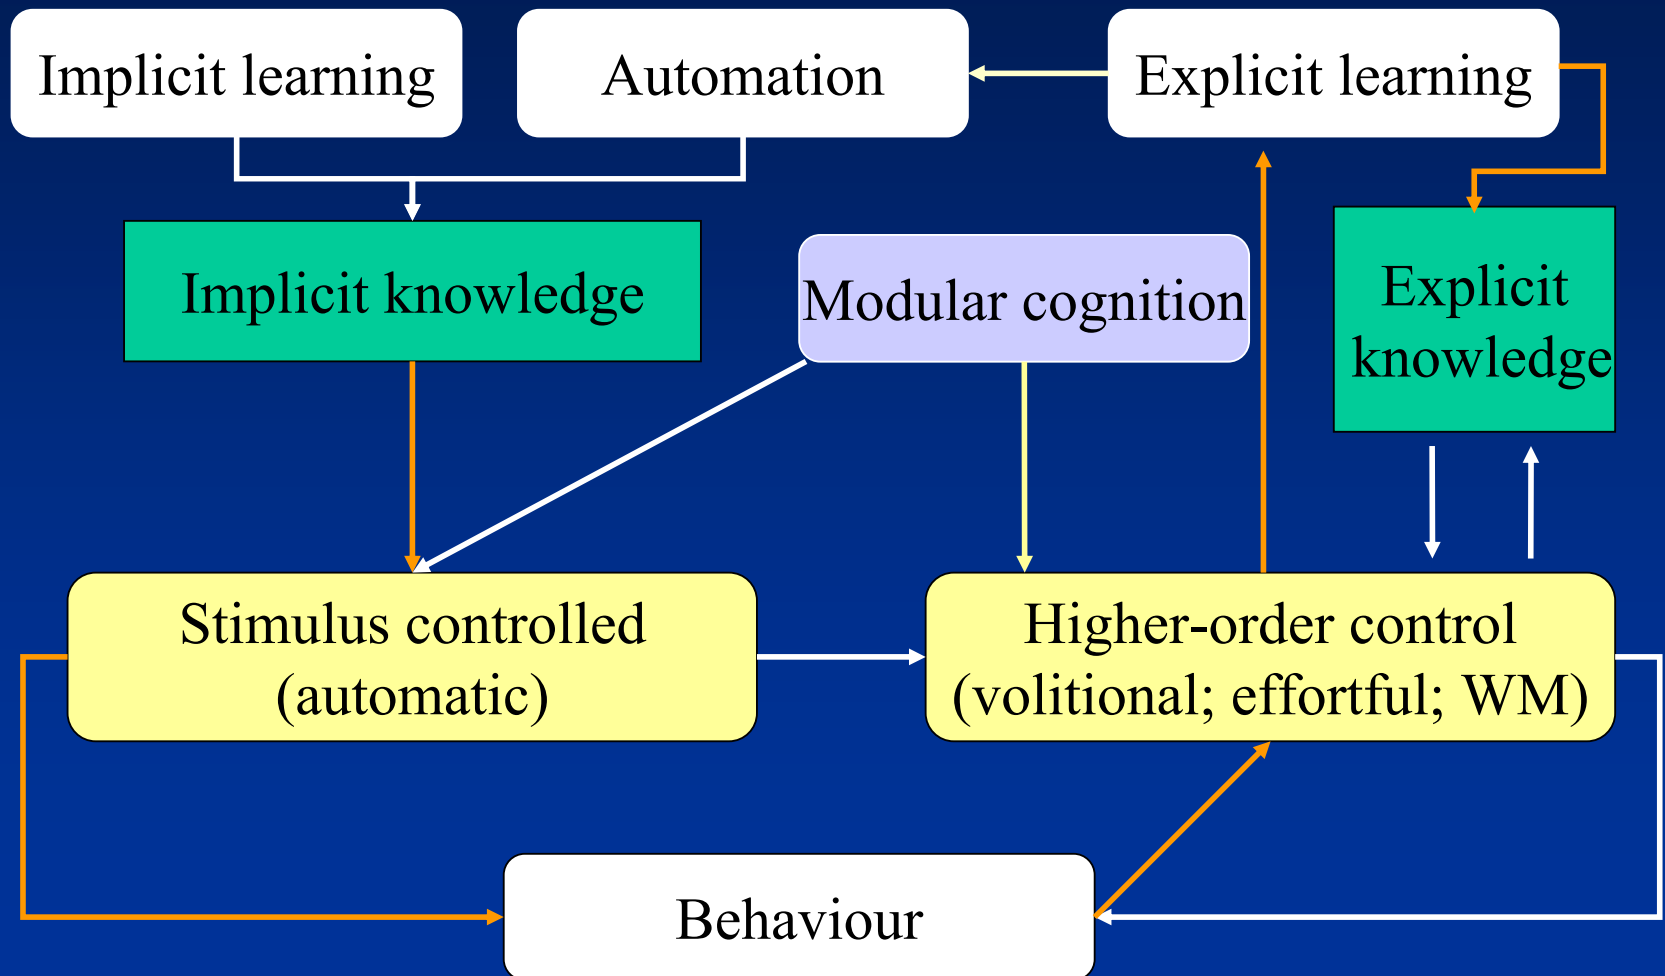 Implicit learning
Automation
Explicit learning
Implicit knowledge
Modular cognition
Explicit
knowledge
Stimulus controlled
(automatic)
Higher-order control
(volitional; effortful; WM)
Behaviour